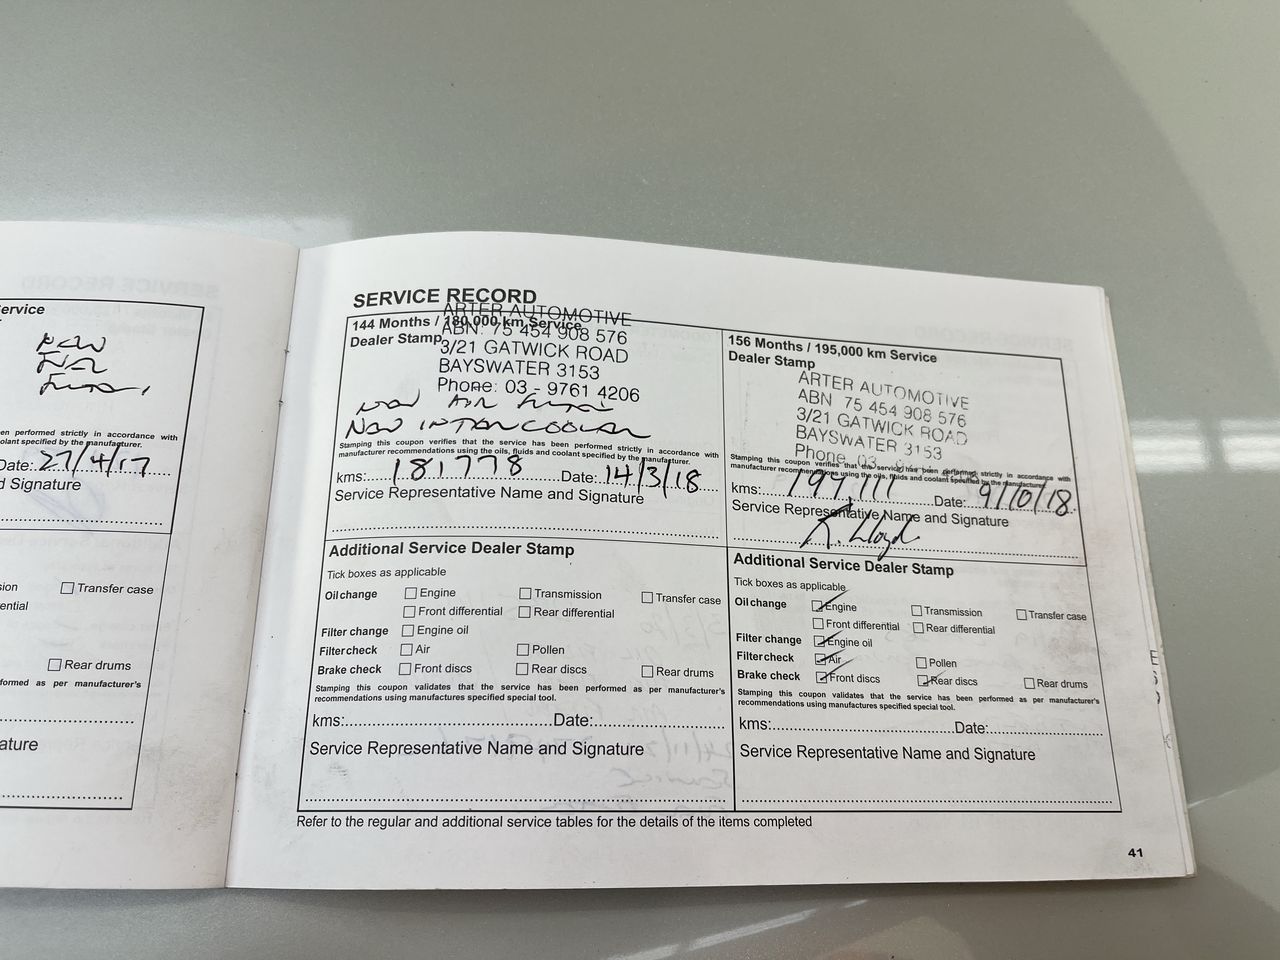 ervice
NEW
en performed strictly in accordance with
olant specified by the manufacturer.
Date: 27/4/17
d Signature
sion
Transfer case
ential
Rear drums
formed as per manufacturer's
ature
SERVICE RECORD
144 Months / 180,000 km Service
Dealer Stamp
ARTER AUTOMOTIVE
ABN: 75 454 908 576
3/21 GATWICK ROAD
BAYSWATER 3153
Phone: 03 - 9761 4206
NEW AIR FILTER
NEW INTERCOOLER
Stamping this coupon verifies that the service has been performed strictly in accordance with
manufacturer recommendations using the oils, fluids and coolant specified by the manufacturer.
kms: 181778 Date: 14/3/18
Service Representative Name and Signature
Additional Service Dealer Stamp
Tick boxes as applicable
Oil change Engine Transmission Transfer case
Front differential Rear differential
Filter change Engine oil
Filter check Air Pollen
Brake check Front discs Rear discs Rear drums
Stamping this coupon validates that the service has been performed as per manufacturer's
recommendations using manufactures specified special tool.
kms: Date:
Service Representative Name and Signature
156 Months / 195,000 km Service
Dealer Stamp
ARTER AUTOMOTIVE
ABN 75 454 908 576
3/21 GATWICK ROAD
BAYSWATER 3153
Phone 03
Stamping this coupon verifies that the service has been performed strictly in accordance with
manufacturer recommendations using the oils, fluids and coolant specified by the manufacturer.
kms: Date: 9/10/18
Service Representative Name and Signature
K. Lloyd
Additional Service Dealer Stamp
Tick boxes as applicable
Oil change Engine Transmission Transfer case
Front differential Rear differential
Filter change Engine oil
Filter check Air Pollen
Brake check Front discs Rear discs Rear drums
Stamping this coupon validates that the service has been performed as per manufacturer's
recommendations using manufactures specified special tool.
kms: Date:
Service Representative Name and Signature
Refer to the regular and additional service tables for the details of the items completed
41